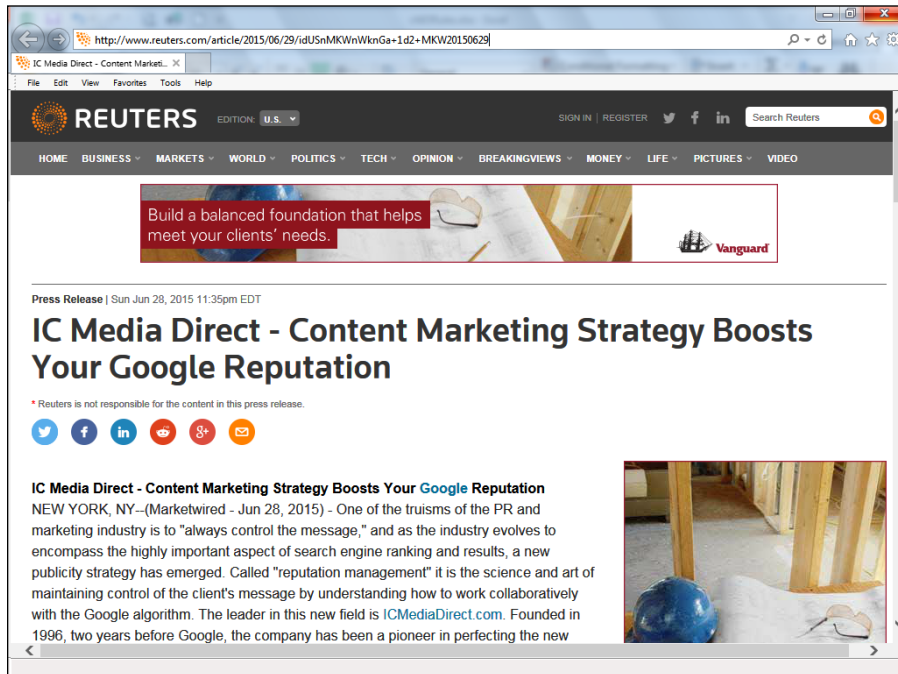 http://www.reuters.com/article/2015/06/29/idUSnMKWnWknGa+1d2+MKW20150629
IC Media Direct - Content Marketi...
File Edit View Favorites Tools Help
REUTERS EDITION: U.S. SIGN IN | REGISTER Search Reuters
HOME BUSINESS MARKETS WORLD POLITICS TECH OPINION BREAKINGVIEWS MONEY LIFE PICTURES VIDEO
Build a balanced foundation that helps
meet your clients' needs.
Vanguard
Press Release | Sun Jun 28, 2015 11:35pm EDT
IC Media Direct - Content Marketing Strategy Boosts
Your Google Reputation
* Reuters is not responsible for the content in this press release.
IC Media Direct - Content Marketing Strategy Boosts Your Google Reputation
NEW YORK, NY--(Marketwired - Jun 28, 2015) - One of the truisms of the PR and
marketing industry is to "always control the message," and as the industry evolves to
encompass the highly important aspect of search engine ranking and results, a new
publicity strategy has emerged. Called "reputation management" it is the science and art of
maintaining control of the client's message by understanding how to work collaboratively
with the Google algorithm. The leader in this new field is ICMediaDirect.com. Founded in
1996, two years before Google, the company has been a pioneer in perfecting the new